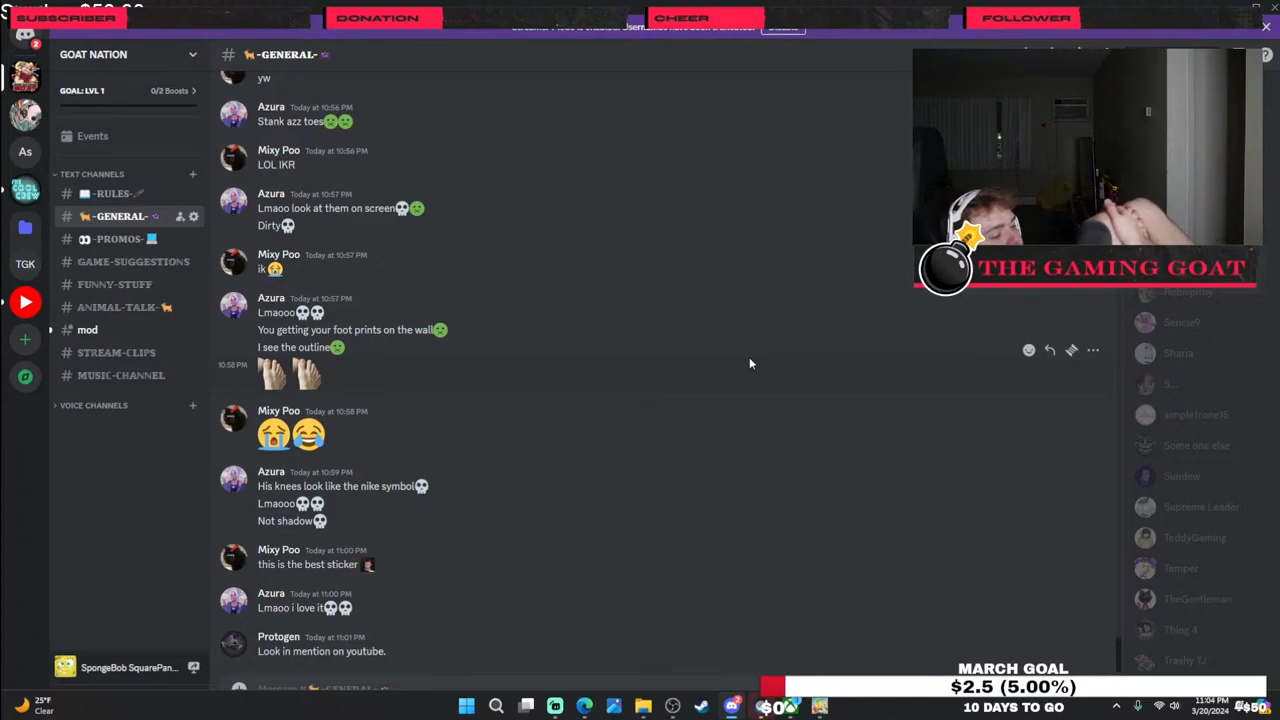 SUBSCRIBER
DONATION
CHEER
FOLLOWER
GOAT NATION
# 🐐-GENERAL-
GOAL: LVL 1
0/2 Boosts
Events
TEXT CHANNELS
-RULES-
-GENERAL-
-PROMOS-
GAME-SUGGESTIONS
FUNNY-STUFF
ANIMAL-TALK-
mod
STREAM-CLIPS
MUSIC-CHANNEL
VOICE CHANNELS
As
THE COOL CREW
TGK
2
SpongeBob SquarePan...
yw
Azura Today at 10:56 PM
Stank azz toes🤢🤢
Mixy Poo Today at 10:56 PM
LOL IKR
Azura Today at 10:57 PM
Lmaoo look at them on screen💀🤢
Dirty💀
Mixy Poo Today at 10:57 PM
ik😭
Azura Today at 10:57 PM
Lmaooo💀💀
You getting your foot prints on the wall🤢
I see the outline🤢
10:58 PM
Mixy Poo Today at 10:58 PM
😭😂
Azura Today at 10:59 PM
His knees look like the nike symbol💀
Lmaooo💀💀
Not shadow💀
Mixy Poo Today at 11:00 PM
this is the best sticker
Azura Today at 11:00 PM
Lmaoo i love it💀💀
Protogen Today at 11:01 PM
Look in mention on youtube.
THE GAMING GOAT
Sencie9
Sharia
S...
simpletrone15
Some one else
Sundew
Supreme Leader
TeddyGaming
Temper
TheGentleman
Thing 4
Trashy TJ
MARCH GOAL
$2.5 (5.00%)
$0
$50
10 DAYS TO GO
25°F
Clear
11:04 PM
3/20/2024